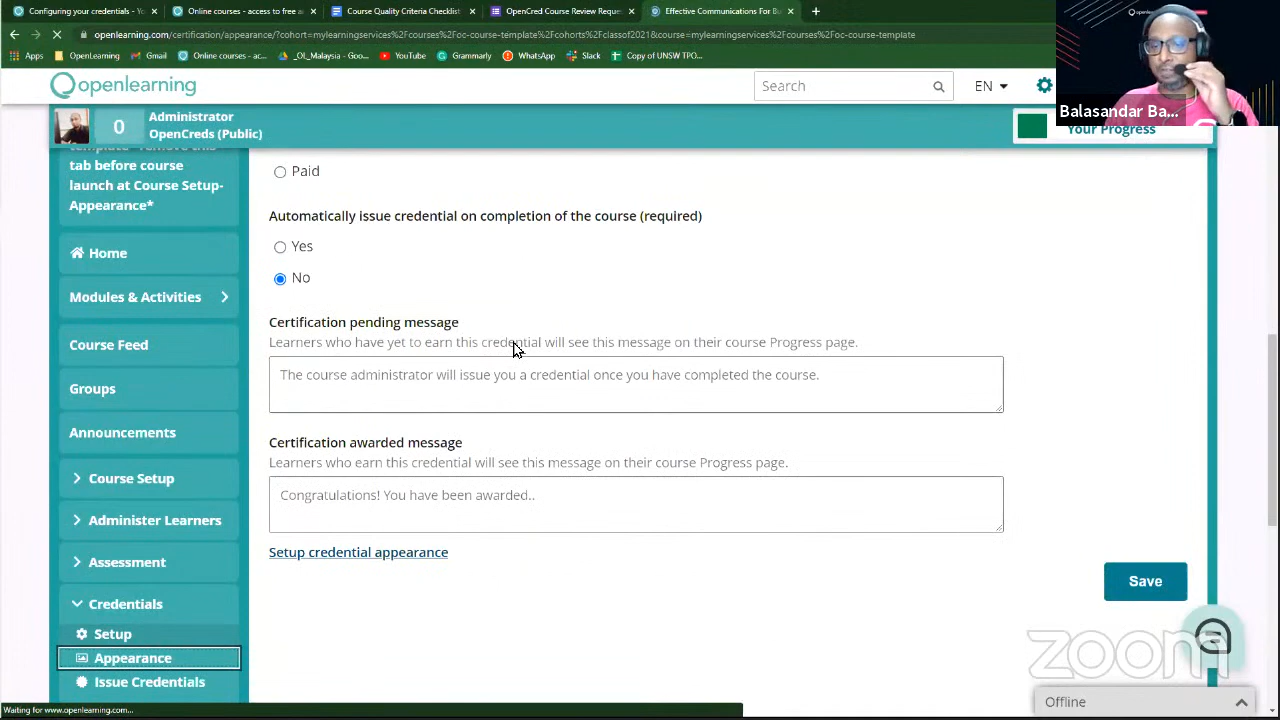 Configuring your credentials - V
Online courses - access to free a
Course Quality Criteria Checklist
OpenCred Course Review Reques
Effective Communications For B
openlearning.com/certification/appearance/?cohort=mylearningservices%2Fcourses%2Foc-course-template%2Fcohorts%2Fclassof2021&course=mylearningservices%2Fcourses%2Foc-course-template
Apps
OpenLearning
Gmail
Online courses - ac...
_OL_Malaysia - Goo...
YouTube
Grammarly
WhatsApp
Slack
Copy of UNSW TPO...
openlearning
Search
EN
Balasandar Ba...
0
Administrator
OpenCreds (Public)
Your Progress
template - remove this
tab before course
launch at Course Setup-
Appearance*
Home
Modules & Activities
Course Feed
Groups
Announcements
Course Setup
Administer Learners
Assessment
Credentials
Setup
Appearance
Issue Credentials
Paid
Automatically issue credential on completion of the course (required)
Yes
No
Certification pending message
Learners who have yet to earn this credential will see this message on their course Progress page.
The course administrator will issue you a credential once you have completed the course.
Certification awarded message
Learners who earn this credential will see this message on their course Progress page.
Congratulations! You have been awarded..
Setup credential appearance
Save
zoom
Offline
Waiting for www.openlearning.com...